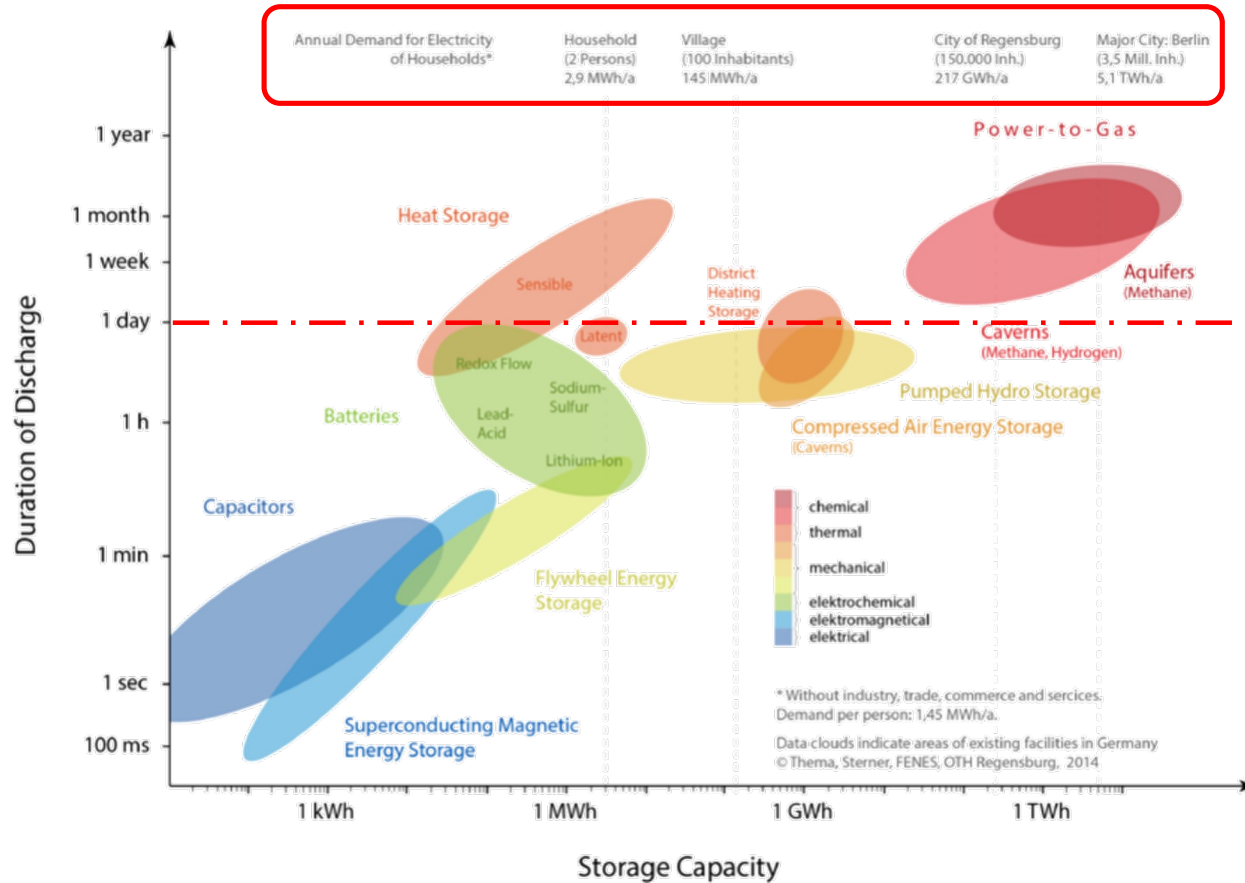 Annual Demand for Electricity
of Households*
Household
(2 Persons)
2,9 MWh/a
Village
(100 Inhabitants)
145 MWh/a
City of Regensburg
(150.000 Inh.)
217 GWh/a
Major City: Berlin
(3,5 Mill. Inh.)
5,1 TWh/a
Duration of Discharge
1 year
1 month
1 week
1 day
1 h
1 min
1 sec
100 ms
Power-to-Gas
Heat Storage
Sensible
District
Heating
Storage
Aquifers
(Methane)
Latent
Caverns
(Methane, Hydrogen)
Redox Flow
Sodium-
Sulfur
Pumped Hydro Storage
Batteries
Lead-
Acid
Compressed Air Energy Storage
(Caverns)
Lithium-Ion
Capacitors
Flywheel Energy
Storage
Superconducting Magnetic
Energy Storage
chemical
thermal
mechanical
elektrochemical
elektromagnetical
elektrical
* Without industry, trade, commerce and sercices.
Demand per person: 1,45 MWh/a.
Data clouds indicate areas of existing facilities in Germany
© Thema, Sterner, FENES, OTH Regensburg, 2014
1 kWh
1 MWh
1 GWh
1 TWh
Storage Capacity